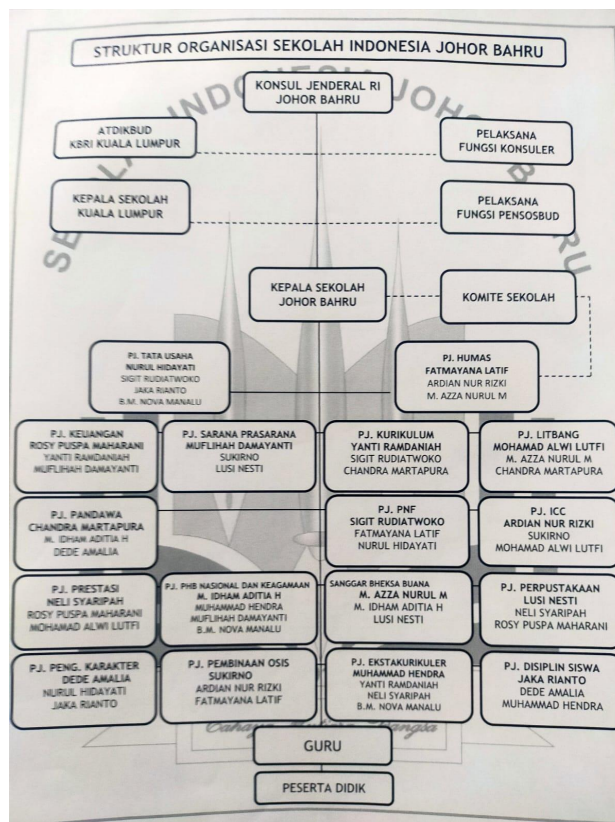 STRUKTUR ORGANISASI SEKOLAH INDONESIA JOHOR BAHRU
KONSUL JENDERAL RI
JOHOR BAHRU
ATDIKBUD
KBRI KUALA LUMPUR
PELAKSANA
FUNGSI KONSULER
KEPALA SEKOLAH
KUALA LUMPUR
PELAKSANA
FUNGSI PENSOSBUD
KEPALA SEKOLAH
JOHOR BAHRU
KOMITE SEKOLAH
PJ. TATA USAHA
NURUL HIDAYATI
SIGIT RUDIATWOKO
JAKA RIANTO
B.M. NOVA MANALU
PJ. HUMAS
FATMAYANA LATIF
ARDIAN NUR RIZKI
M. AZZA NURUL M
PJ. KEUANGAN
ROSY PUSPA MAHARANI
YANTI RAMDANIAH
MUFLIHAH DAMAYANTI
PJ. SARANA PRASARANA
MUFLIHAH DAMAYANTI
SUKIRNO
LUSI NESTI
PJ. KURIKULUM
YANTI RAMDANIAH
SIGIT RUDIATWOKO
CHANDRA MARTAPURA
PJ. LITBANG
MOHAMAD ALWI LUTFI
M. AZZA NURUL M
CHANDRA MARTAPURA
PJ. PANDAWA
CHANDRA MARTAPURA
M. IDHAM ADITIA H
DEDE AMALIA
PJ. PNF
SIGIT RUDIATWOKO
FATMAYANA LATIF
NURUL HIDAYATI
PJ. ICC
ARDIAN NUR RIZKI
SUKIRNO
MOHAMAD ALWI LUTFI
PJ. PRESTASI
NELI SYARIPAH
ROSY PUSPA MAHARANI
MOHAMAD ALWI LUTFI
PJ. PHB NASIONAL DAN KEAGAMAAN
M. IDHAM ADITIA H
MUHAMMAD HENDRA
MUFLIHAH DAMAYANTI
B.M. NOVA MANALU
SANGGAR BHEKSA BUANA
M. AZZA NURUL M
M. IDHAM ADITIA H
LUSI NESTI
PJ. PERPUSTAKAAN
LUSI NESTI
NELI SYARIPAH
ROSY PUSPA MAHARANI
PJ. PENG. KARAKTER
DEDE AMALIA
NURUL HIDAYATI
JAKA RIANTO
PJ. PEMBINAAN OSIS
SUKIRNO
ARDIAN NUR RIZKI
FATMAYANA LATIF
PJ. EKSTAKURIKULER
MUHAMMAD HENDRA
YANTI RAMDANIAH
NELI SYARIPAH
B.M. NOVA MANALU
PJ. DISIPLIN SISWA
JAKA RIANTO
DEDE AMALIA
MUHAMMAD HENDRA
GURU
PESERTA DIDIK